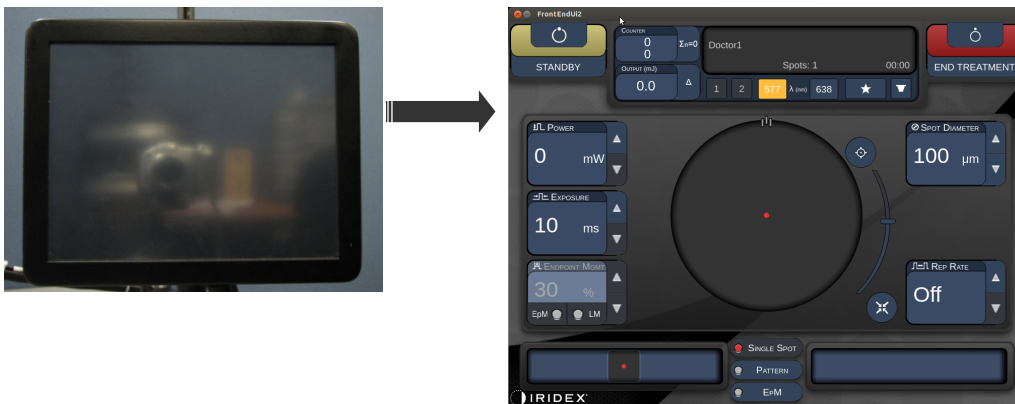 FrontEndUi2
STANDBY
COUNTER
0
0
Σn=0
OUTPUT (mJ)
0.0
Δ
Doctor1
Spots: 1 00:00
1 2 577 λ (nm) 638
END TREATMENT
POWER
0 mW
EXPOSURE
10 ms
ENDPOINT MGMT
30 %
EpM LM
SPOT DIAMETER
100 μm
REP RATE
Off
SINGLE SPOT
PATTERN
EPM
IRIDEX